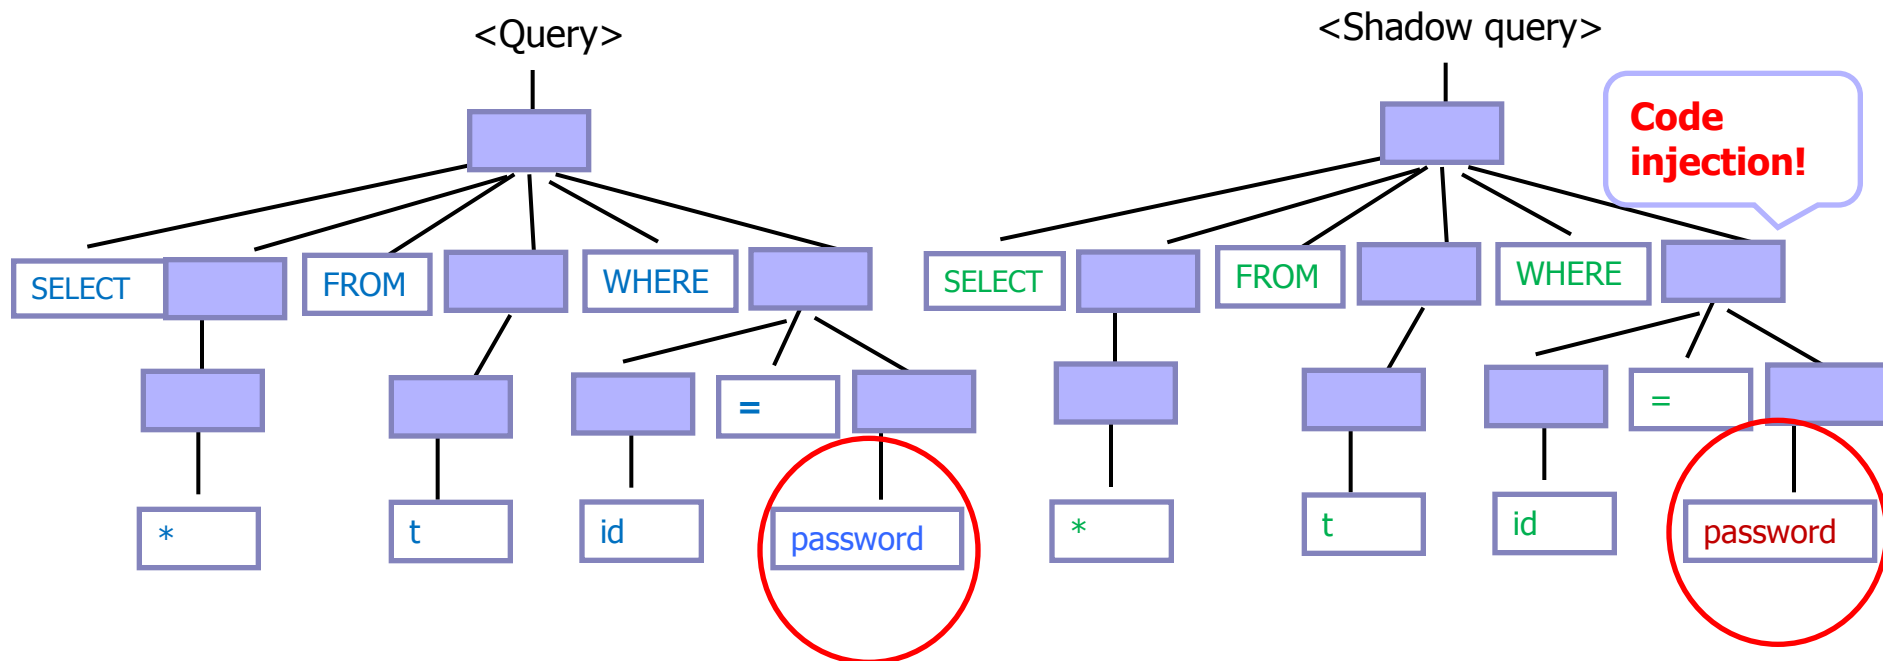 <Query>
<Shadow query>
Code
injection!
SELECT
FROM
WHERE
SELECT
FROM
WHERE
=
=
*
t
id
password
*
t
id
password